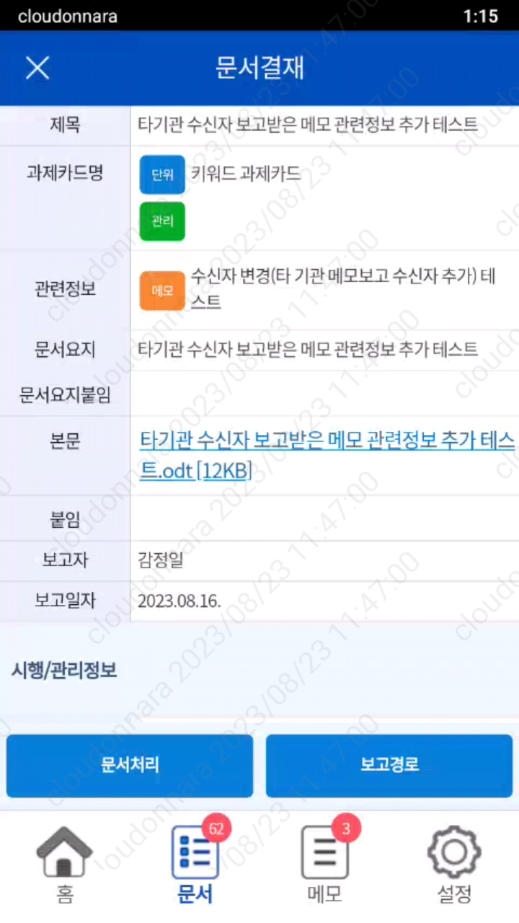 cloudonnara 1:15
문서결재
제목 타기관 수신자 보고받은 메모 관련정보 추가 테스트
과제카드명 단위 키워드 과제카드
관리
관련정보 메모 수신자 변경(타 기관 메모보고 수신자 추가) 테
스트
문서요지 타기관 수신자 보고받은 메모 관련정보 추가 테스트
문서요지붙임
본문 타기관 수신자 보고받은 메모 관련정보 추가 테스
트.odt [12KB]
붙임
보고자 감정일
보고일자 2023.08.16.
시행/관리정보
문서처리 보고경로
62 3
홈 문서 메모 설정
cloudonnara 2023/08/23 11:47:00